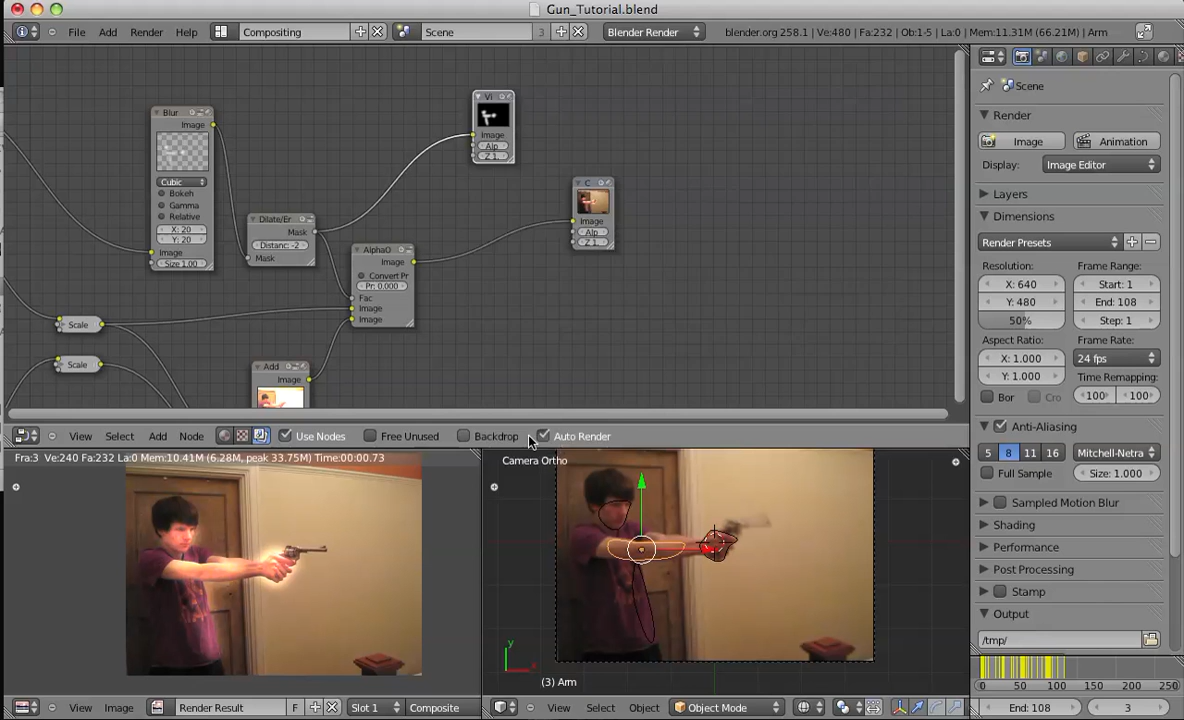 Gun_Tutorial.blend
File Add Render Help Compositing Scene 3 Blender Render blender.org 258.1 | Ve:480 | Fa:232 | Ob:1-5 | La:0 | Mem:11.31M (66.21M) | Arm
Scene
Render
Image Animation
Display: Image Editor
Layers
Dimensions
Render Presets
Resolution: Frame Range:
X: 640 Start: 1
Y: 480 End: 108
50% Step: 1
Aspect Ratio: Frame Rate:
X: 1.000 24 fps
Y: 1.000 Time Remapping:
Bor Cro 100 100
Anti-Aliasing
5 8 11 16 Mitchell-Netra
Full Sample Size: 1.000
Sampled Motion Blur
Shading
Performance
Post Processing
Stamp
Output
/tmp/
Blur
Image
Cubic
Bokeh
Gamma
Relative
X: 20
Y: 20
Image
Size 1.00
Dilate/Er
Mask
Distanc: -2
Mask
AlphaO
Image
Convert Pr
Pr: 0.000
Fac
Image
Image
Vi
Image
Alp
Z 1.
C
Image
Alp
Z 1.
Scale
Scale
Add
Image
View Select Add Node Use Nodes Free Unused Backdrop Auto Render
Fra:3 Ve:240 Fa:232 La:0 Mem:10.41M (6.28M, peak 33.75M) Time:00:00.73
Camera Ortho
y
x
(3) Arm
View Image Render Result F Slot 1 Composite
View Select Object Object Mode
0 50 100 150 200 250
End: 108 3